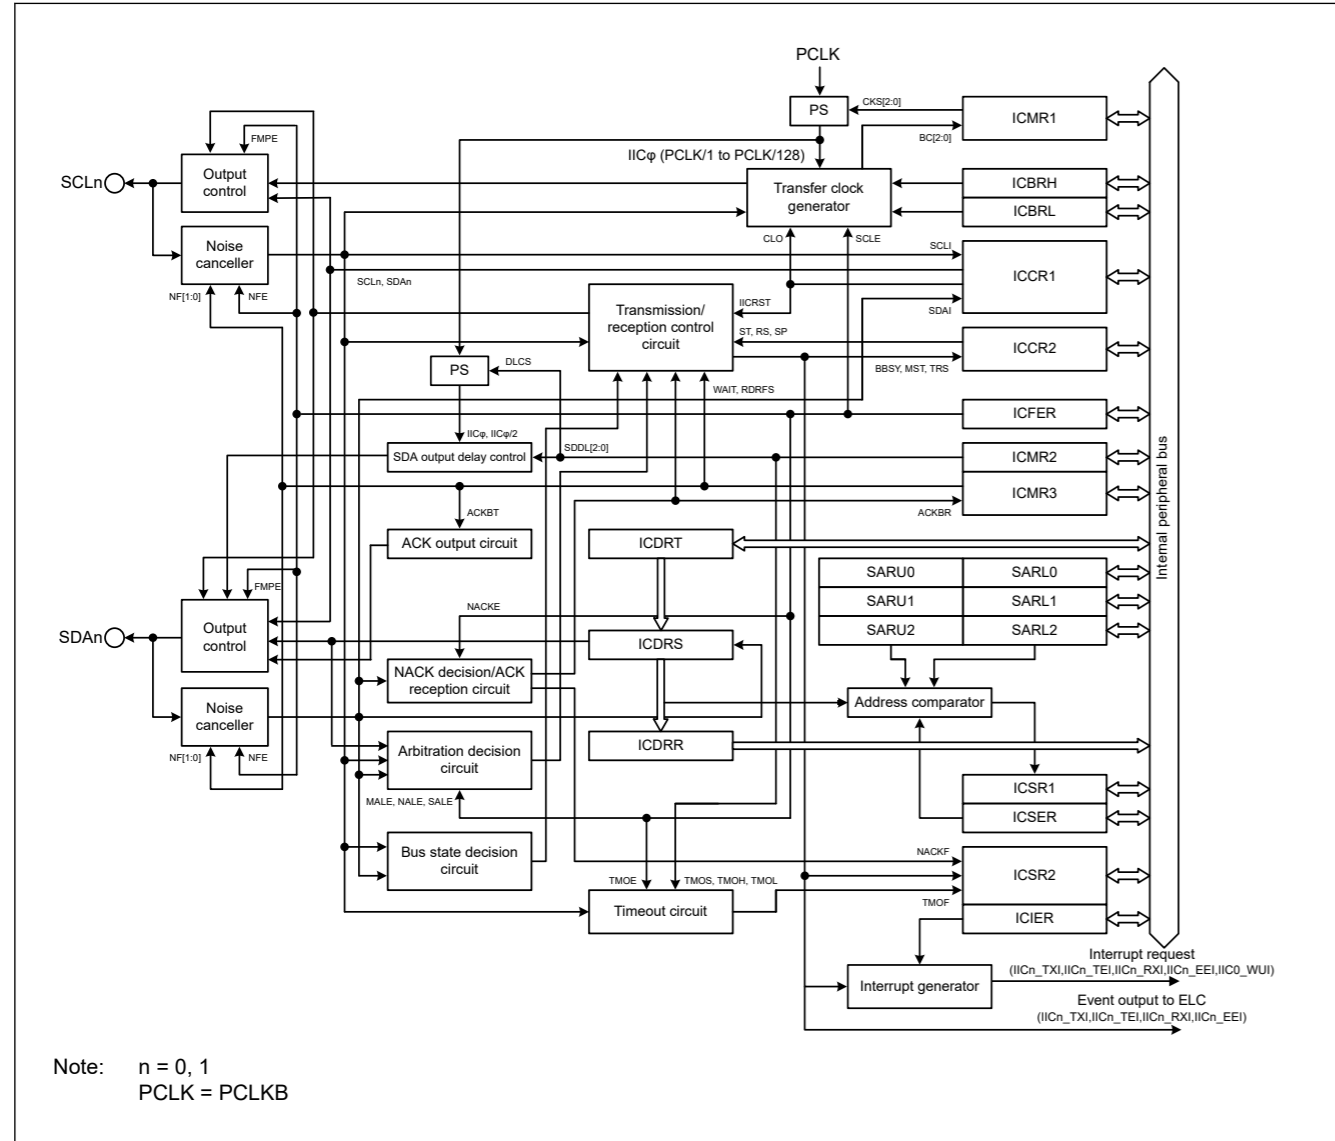 PCLK
PS
CKS[2:0]
ICMR1
BC[2:0]
FMPE
IICφ (PCLK/1 to PCLK/128)
SCLn
Output
control
Transfer clock
generator
ICBRH
ICBRL
Noise
canceller
CLO
SCLE
SCLI
ICCR1
SCLn, SDAn
NF[1:0]
NFE
Transmission/
reception control
circuit
IICRST
SDAI
ST, RS, SP
ICCR2
BBSY, MST, TRS
PS
DLCS
WAIT, RDRFS
ICFER
IICφ, IICφ/2
SDDL[2:0]
SDA output delay control
ICMR2
ICMR3
ACKBT
ACKBR
ACK output circuit
ICDRT
Internal peripheral bus
SARU0
SARL0
SARU1
SARL1
SARU2
SARL2
FMPE
NACKE
SDAn
Output
control
ICDRS
NACK decision/ACK
reception circuit
Address comparator
Noise
canceller
ICDRR
Arbitration decision
circuit
NF[1:0]
NFE
ICSR1
MALE, NALE, SALE
ICSER
Bus state decision
circuit
NACKF
ICSR2
TMOE
TMOS, TMOH, TMOL
TMOF
Timeout circuit
ICIER
Interrupt request
(IICn_TXI,IICn_TEI,IICn_RXI,IICn_EEI,IIC0_WUI)
Interrupt generator
Event output to ELC
(IICn_TXI,IICn_TEI,IICn_RXI,IICn_EEI)
Note: n = 0, 1
PCLK = PCLKB